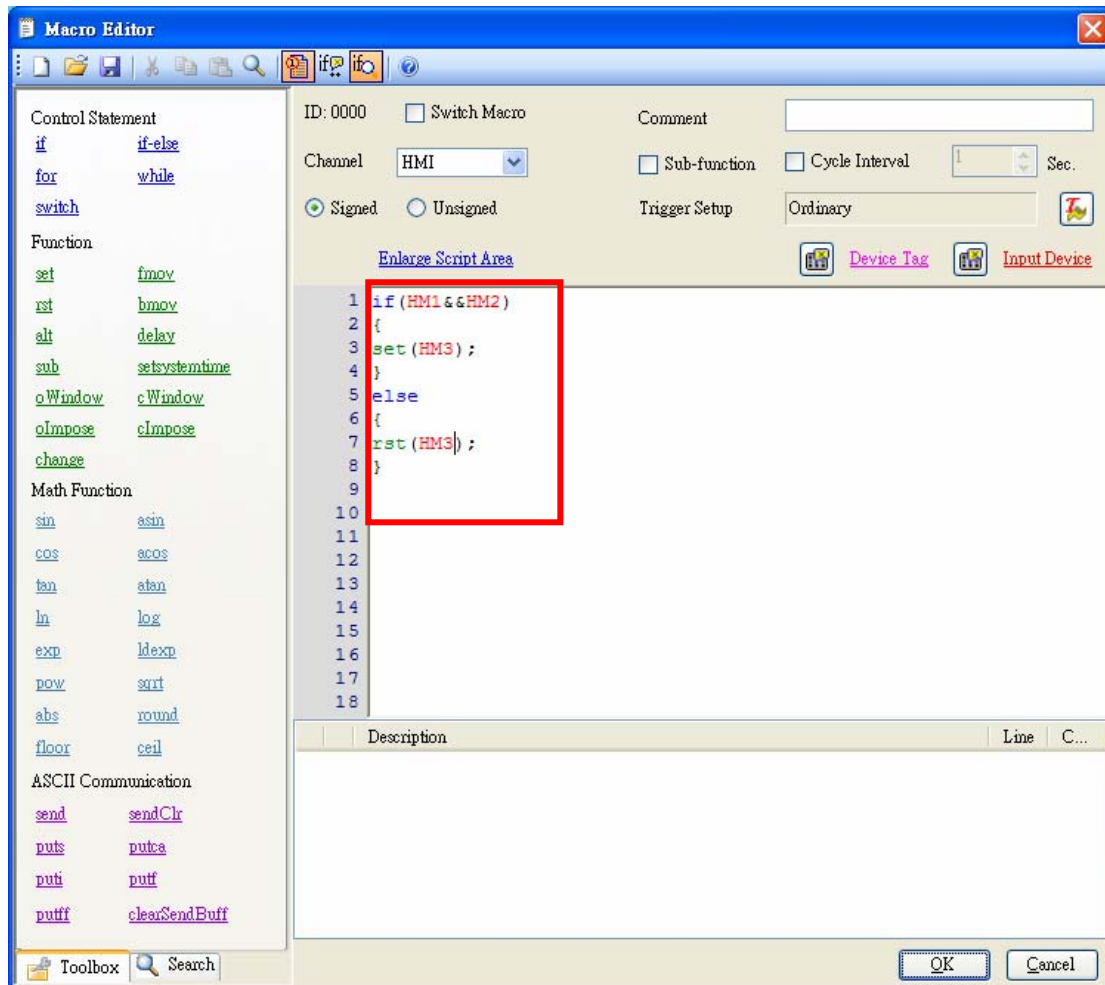 Macro Editor
Control Statement
if if-else
for while
switch
Function
set fmov
rst bmov
alt delay
sub setsystemtime
oWindow cWindow
oImpose cImpose
change
Math Function
sin asin
cos acos
tan atan
ln log
exp ldexp
pow sqrt
abs round
floor ceil
ASCII Communication
send sendClr
puts putca
puti putf
putff clearSendBuff
Toolbox Search
ID: 0000 Switch Macro Comment
Channel HMI Sub-function Cycle Interval 1 Sec.
Signed Unsigned Trigger Setup Ordinary
Enlarge Script Area Device Tag Input Device
1 if(HM1&&HM2)
2 {
3 set(HM3);
4 }
5 else
6 {
7 rst(HM3);
8 }
9
10
11
12
13
14
15
16
17
18
Description Line C...
OK Cancel